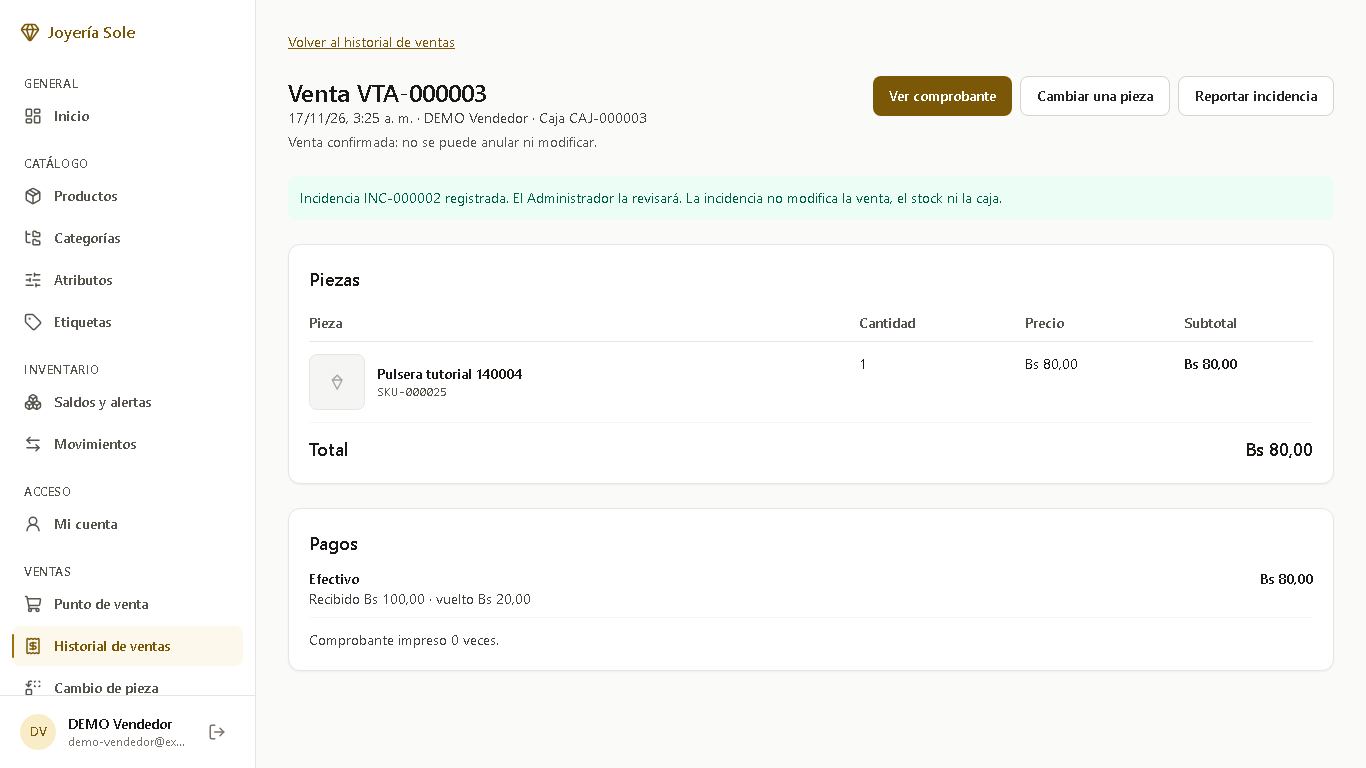 Joyería Sole
GENERAL
Inicio
CATÁLOGO
Productos
Categorías
Atributos
Etiquetas
INVENTARIO
Saldos y alertas
Movimientos
ACCESO
Mi cuenta
VENTAS
Punto de venta
Historial de ventas
Cambio de pieza
DV
DEMO Vendedor
demo-vendedor@ex...
Volver al historial de ventas
Venta VTA-000003
17/11/26, 3:25 a. m. · DEMO Vendedor · Caja CAJ-000003
Venta confirmada: no se puede anular ni modificar.
Ver comprobante
Cambiar una pieza
Reportar incidencia
Incidencia INC-000002 registrada. El Administrador la revisará. La incidencia no modifica la venta, el stock ni la caja.
Piezas
Pieza Cantidad Precio Subtotal
Pulsera tutorial 140004 1 Bs 80,00 Bs 80,00
SKU-000025
Total Bs 80,00
Pagos
Efectivo Bs 80,00
Recibido Bs 100,00 · vuelto Bs 20,00
Comprobante impreso 0 veces.